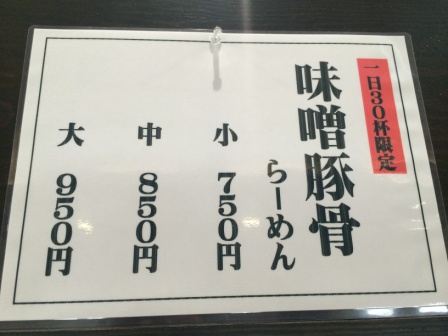 一日30杯限定
味噌豚骨
らーめん
小 750円
中 850円
大 950円